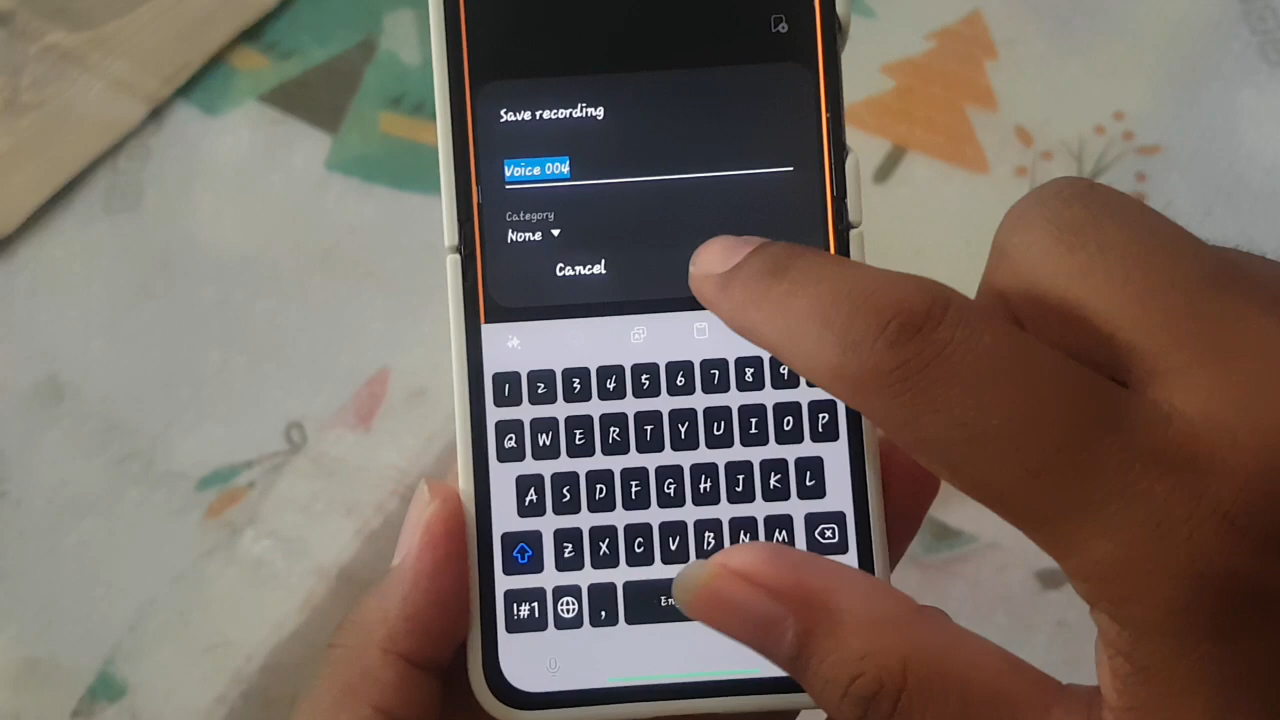 Save recording
Voice 004
Category
None
Cancel
1 2 3 4 5 6 7 8 9
Q W E R T Y U I O P
A S D F G H J K L
Z X C V B N M
!#1 ,